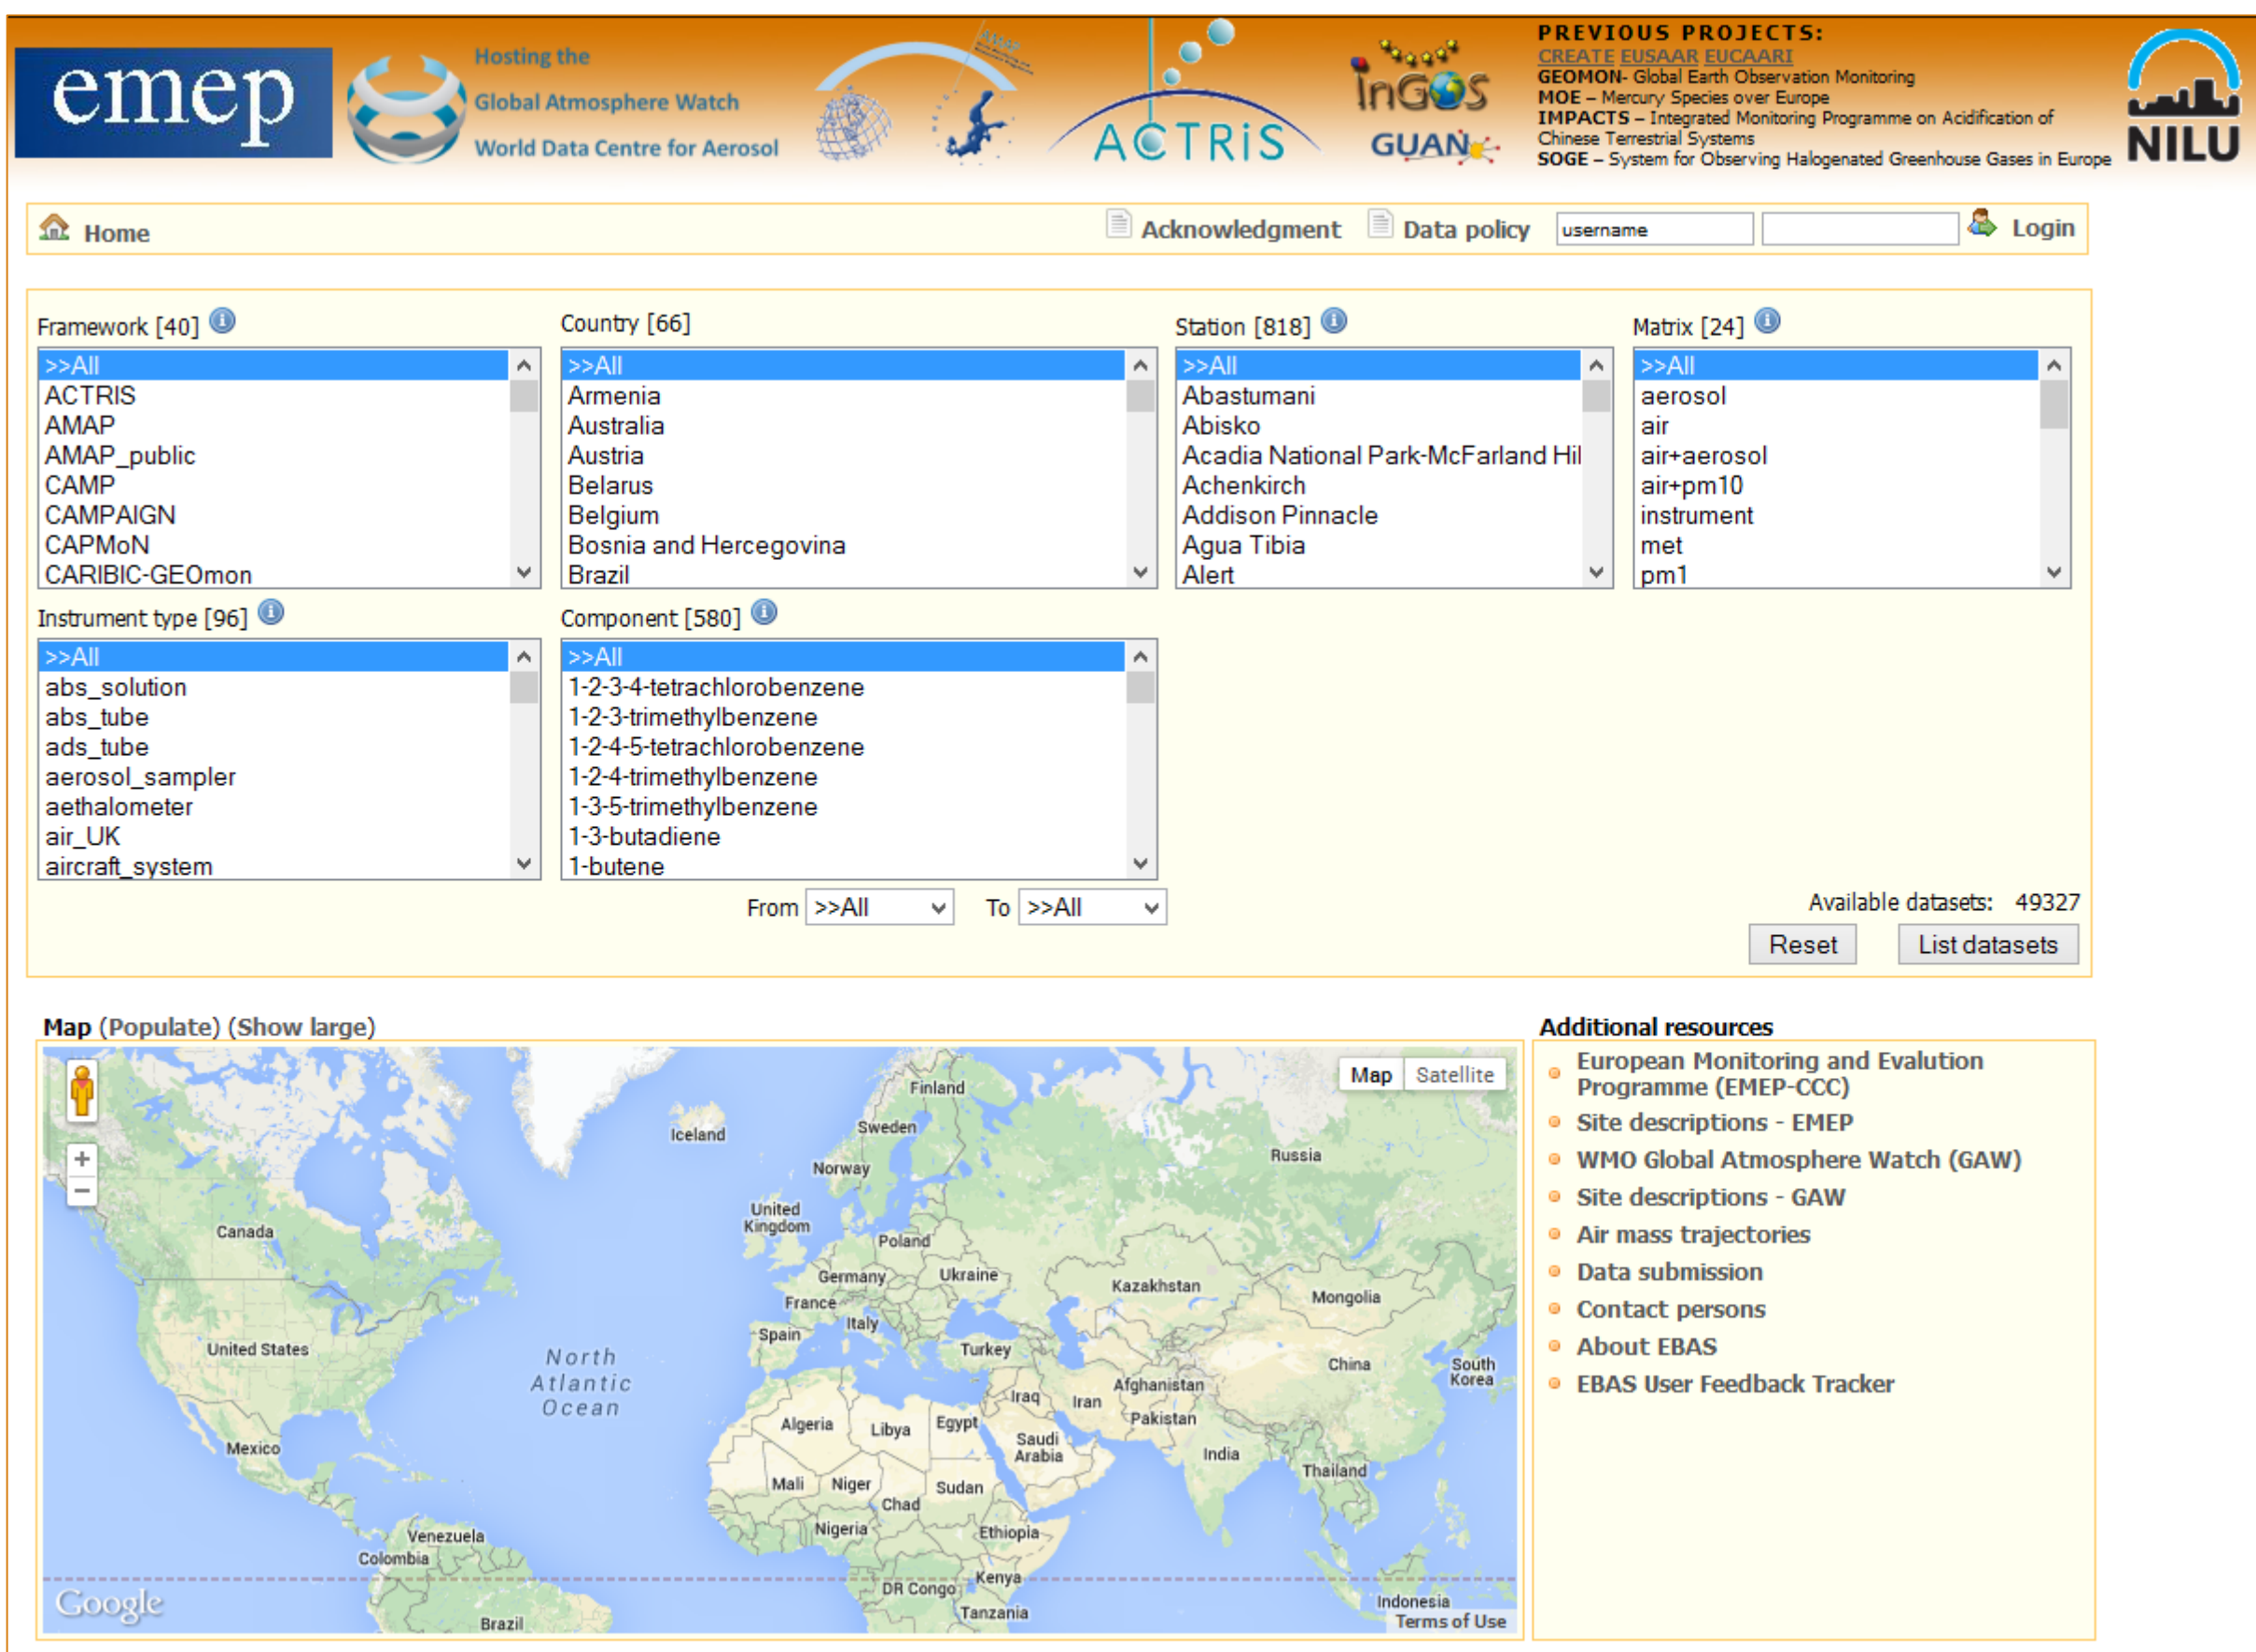 emep
Hosting the
Global Atmosphere Watch
World Data Centre for Aerosol
AMAP
ACTRiS
InGOS
GUAN
PREVIOUS PROJECTS:
CREATE EUSAAR EUCAARI
GEOMON- Global Earth Observation Monitoring
MOE – Mercury Species over Europe
IMPACTS – Integrated Monitoring Programme on Acidification of
Chinese Terrestrial Systems
SOGE – System for Observing Halogenated Greenhouse Gases in Europe
NILU
Home
Acknowledgment
Data policy
username
Login
Framework [40]
>>All
ACTRIS
AMAP
AMAP_public
CAMP
CAMPAIGN
CAPMoN
CARIBIC-GEOmon
Country [66]
>>All
Armenia
Australia
Austria
Belarus
Belgium
Bosnia and Hercegovina
Brazil
Station [818]
>>All
Abastumani
Abisko
Acadia National Park-McFarland Hil
Achenkirch
Addison Pinnacle
Agua Tibia
Alert
Matrix [24]
>>All
aerosol
air
air+aerosol
air+pm10
instrument
met
pm1
Instrument type [96]
>>All
abs_solution
abs_tube
ads_tube
aerosol_sampler
aethalometer
air_UK
aircraft_system
Component [580]
>>All
1-2-3-4-tetrachlorobenzene
1-2-3-trimethylbenzene
1-2-4-5-tetrachlorobenzene
1-2-4-trimethylbenzene
1-3-5-trimethylbenzene
1-3-butadiene
1-butene
From >>All To >>All
Available datasets: 49327
Reset
List datasets
Map (Populate) (Show large)
Map
Satellite
Finland
Iceland
Sweden
Norway
Russia
United
Kingdom
Canada
Poland
Germany
Ukraine
Kazakhstan
France
Mongolia
Italy
Spain
United States
Turkey
North
Atlantic
Ocean
China
South
Korea
Afghanistan
Iraq
Iran
Pakistan
Algeria
Libya
Egypt
Saudi
Arabia
Mexico
India
Thailand
Mali
Niger
Sudan
Chad
Nigeria
Ethiopia
Venezuela
Colombia
DR Congo
Kenya
Indonesia
Tanzania
Brazil
Google
Terms of Use
Additional resources
European Monitoring and Evalution
Programme (EMEP-CCC)
Site descriptions - EMEP
WMO Global Atmosphere Watch (GAW)
Site descriptions - GAW
Air mass trajectories
Data submission
Contact persons
About EBAS
EBAS User Feedback Tracker